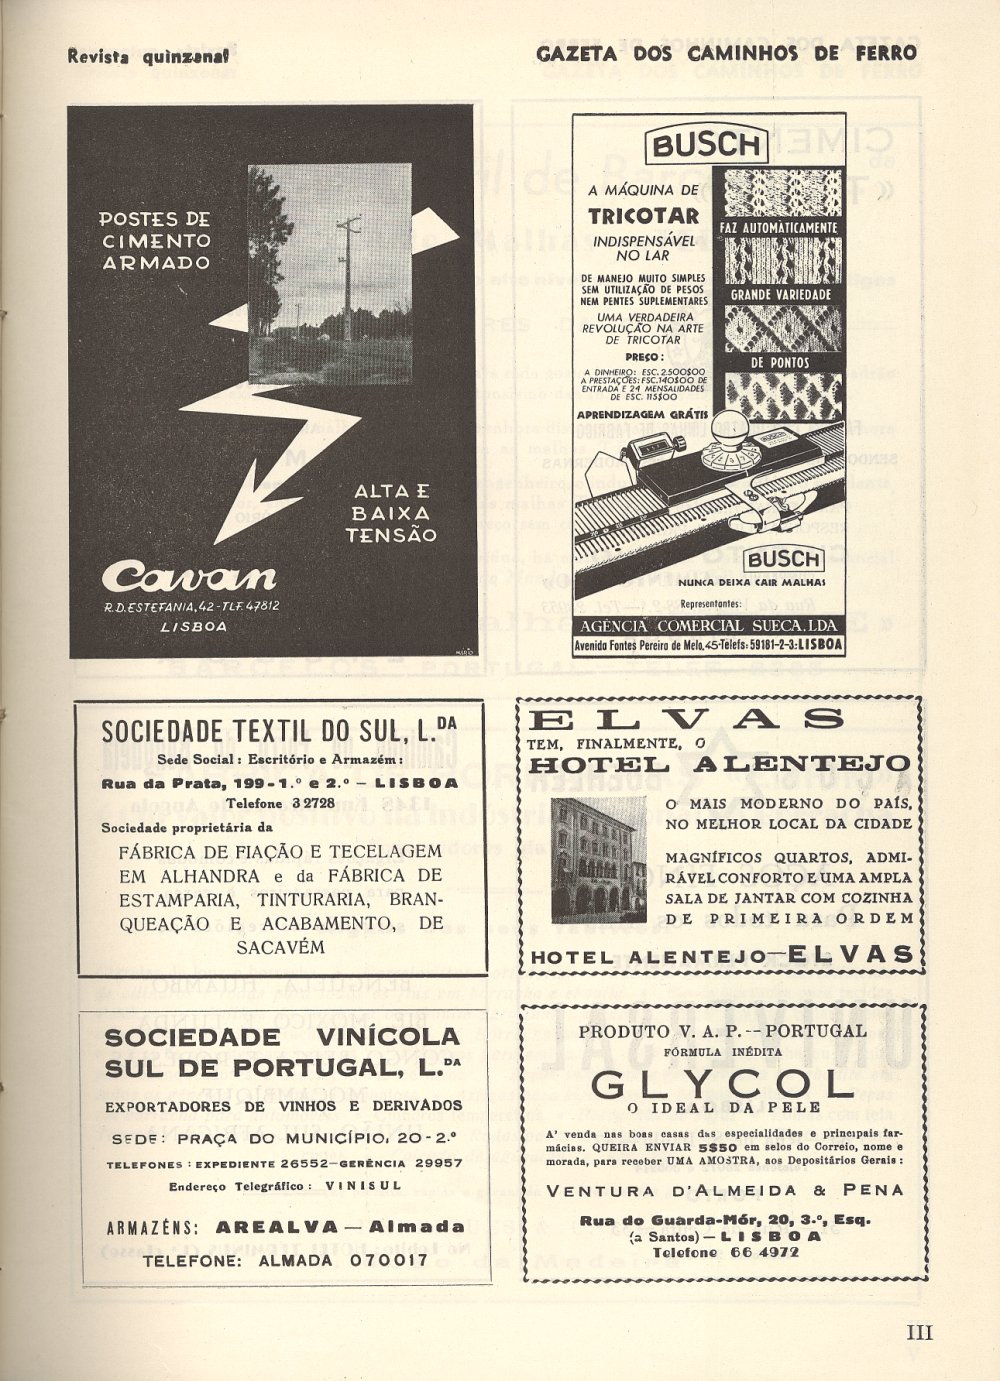 Revista quinzenal
GAZETA DOS CAMINHOS DE FERRO
POSTES DE
CIMENTO
ARMADO
ALTA E
BAIXA
TENSÃO
Cavan
R.D.ESTEFANIA,42-TLF.47812
LISBOA
MÁRIO
BUSCH
A MÁQUINA DE
TRICOTAR
INDISPENSÁVEL
NO LAR
DE MANEJO MUITO SIMPLES
SEM UTILIZAÇÃO DE PESOS
NEM PENTES SUPLEMENTARES
UMA VERDADEIRA
REVOLUÇÃO NA ARTE
DE TRICOTAR
PREÇO:
A DINHEIRO: ESC. 2.500$00
A PRESTAÇÕES: ESC. 140$00 DE
ENTRADA E 24 MENSALIDADES
DE ESC. 115$00
APRENDIZAGEM GRÁTIS
FAZ AUTOMÀTICAMENTE
GRANDE VARIEDADE
DE PONTOS
BUSCH
BUSCH
NUNCA DEIXA CAIR MALHAS
Representantes:
AGÊNCIA COMERCIAL SUECA, LDA
Avenida Fontes Pereira de Melo, 45-Telefs: 59181-2-3: LISBOA
SOCIEDADE TEXTIL DO SUL, L.DA
Sede Social: Escritório e Armazém:
Rua da Prata, 199-1.º e 2.º – LISBOA
Telefone 32728
Sociedade proprietária da
FÁBRICA DE FIAÇÃO E TECELAGEM
EM ALHANDRA e da FÁBRICA DE
ESTAMPARIA, TINTURARIA, BRAN-
QUEAÇÃO E ACABAMENTO, DE
SACAVÉM
ELVAS
TEM, FINALMENTE, O
HOTEL ALENTEJO
O MAIS MODERNO DO PAÍS,
NO MELHOR LOCAL DA CIDADE
MAGNÍFICOS QUARTOS, ADMI-
RÁVEL CONFORTO E UMA AMPLA
SALA DE JANTAR COM COZINHA
DE PRIMEIRA ORDEM
HOTEL ALENTEJO—ELVAS
SOCIEDADE VINÍCOLA
SUL DE PORTUGAL, L.DA
EXPORTADORES DE VINHOS E DERIVADOS
SEDE: PRAÇA DO MUNICÍPIO, 20-2.º
TELEFONES: EXPEDIENTE 26552—GERÊNCIA 29957
Endereço Telegráfico: VINISUL
ARMAZÉNS: AREALVA — Almada
TELEFONE: ALMADA 070017
PRODUTO V. A. P. -- PORTUGAL
FÓRMULA INÉDITA
GLYCOL
O IDEAL DA PELE
A' venda nas boas casas das especialidades e principais far-
mácias. QUEIRA ENVIAR 5$50 em selos do Correio, nome e
morada, para receber UMA AMOSTRA, aos Depositários Gerais:
VENTURA D'ALMEIDA & PENA
Rua do Guarda-Mór, 20, 3.º, Esq.
(a Santos) — LISBOA
Telefone 66 4972
III